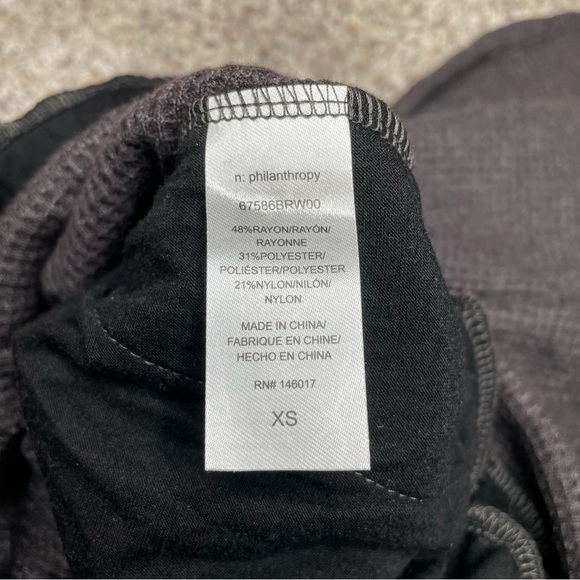 n: philanthropy
67586BRW00
48%RAYON/RAYÓN/
RAYONNE
31%POLYESTER/
POLIÉSTER/POLYESTER
21%NYLON/NILÓN/
NYLON
MADE IN CHINA/
FABRIQUE EN CHINE/
HECHO EN CHINA
RN# 146017
XS